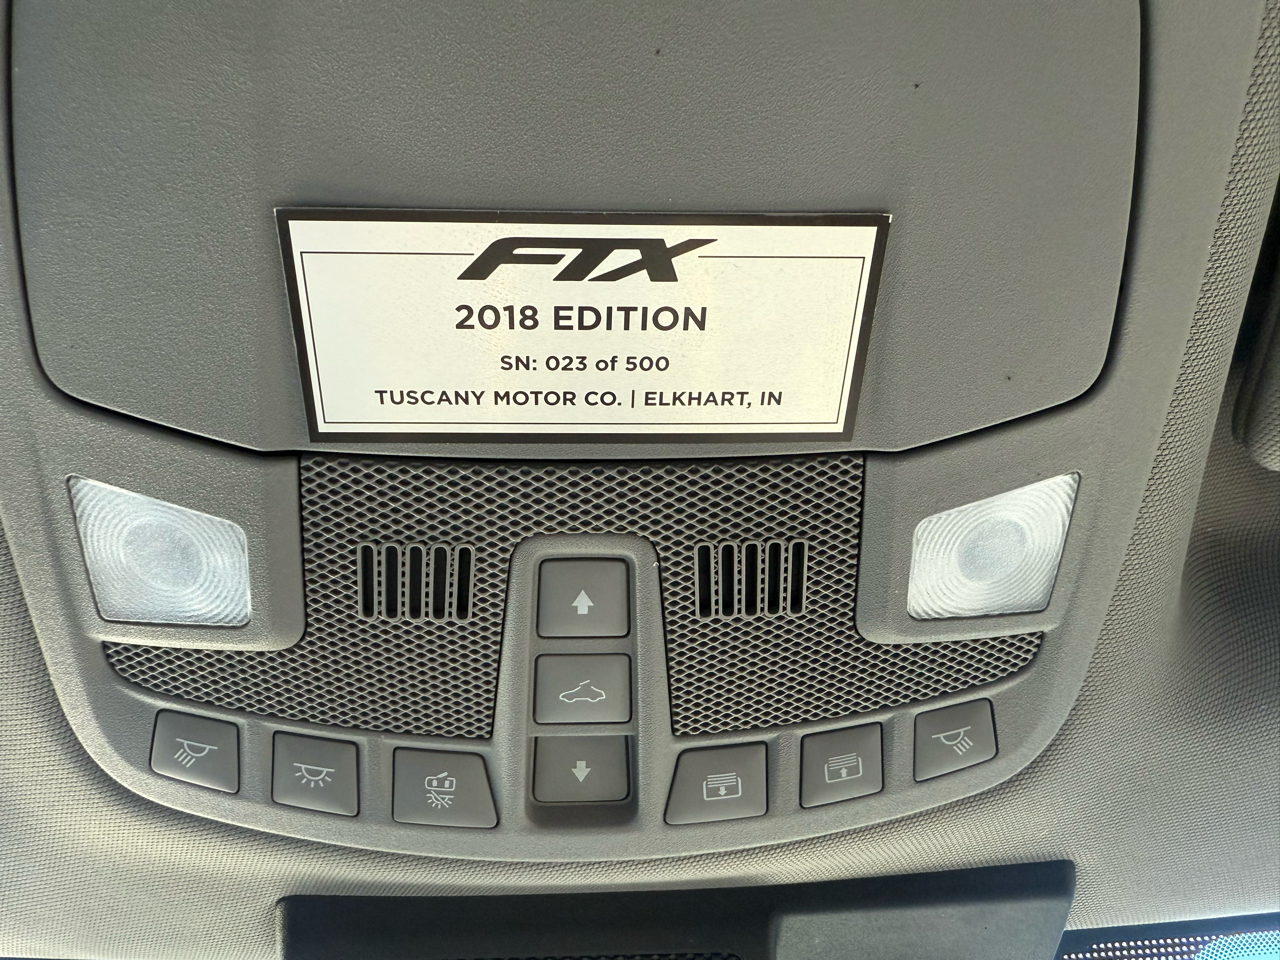 FTX
2018 EDITION
SN: 023 of 500
TUSCANY MOTOR CO. | ELKHART, IN